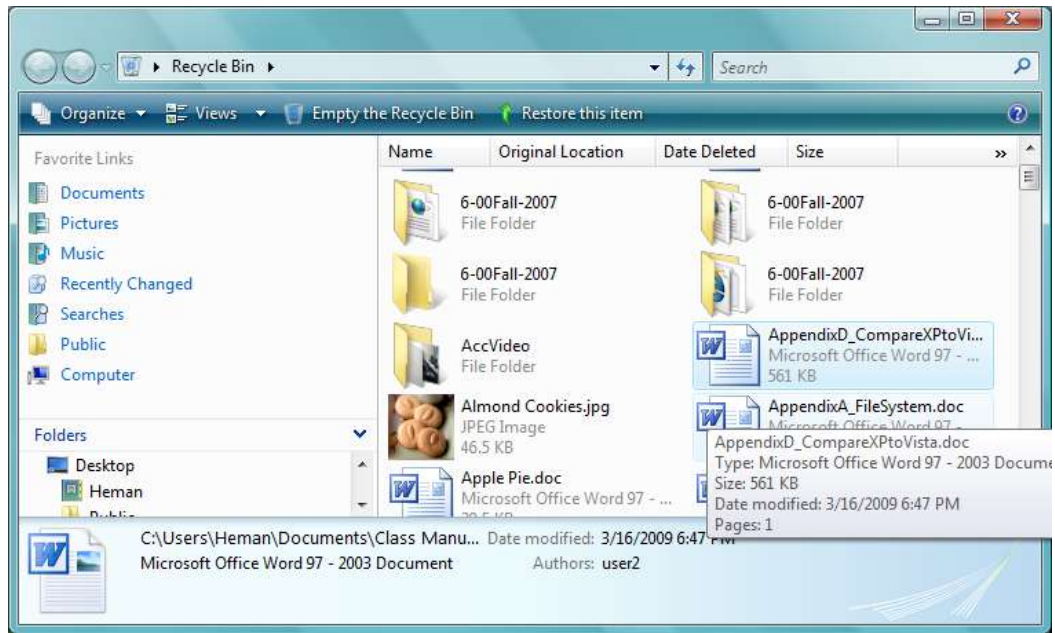 Recycle Bin
Search
Organize Views Empty the Recycle Bin Restore this item
Favorite Links
Documents
Pictures
Music
Recently Changed
Searches
Public
Computer
Folders
Desktop
Heman
Public
Name Original Location Date Deleted Size »
6-00Fall-2007
File Folder
6-00Fall-2007
File Folder
6-00Fall-2007
File Folder
6-00Fall-2007
File Folder
AccVideo
File Folder
AppendixD_CompareXPtoVi...
Microsoft Office Word 97 - ...
561 KB
Almond Cookies.jpg
JPEG Image
46.5 KB
AppendixA_FileSystem.doc
Microsoft Office Word 97 - ...
Apple Pie.doc
Microsoft Office Word 97 - ...
AppendixD_CompareXPtoVista.doc
Type: Microsoft Office Word 97 - 2003 Docume
Size: 561 KB
Date modified: 3/16/2009 6:47 PM
Pages: 1
C:\Users\Heman\Documents\Class Manu... Date modified: 3/16/2009 6:47 PM
Microsoft Office Word 97 - 2003 Document Authors: user2